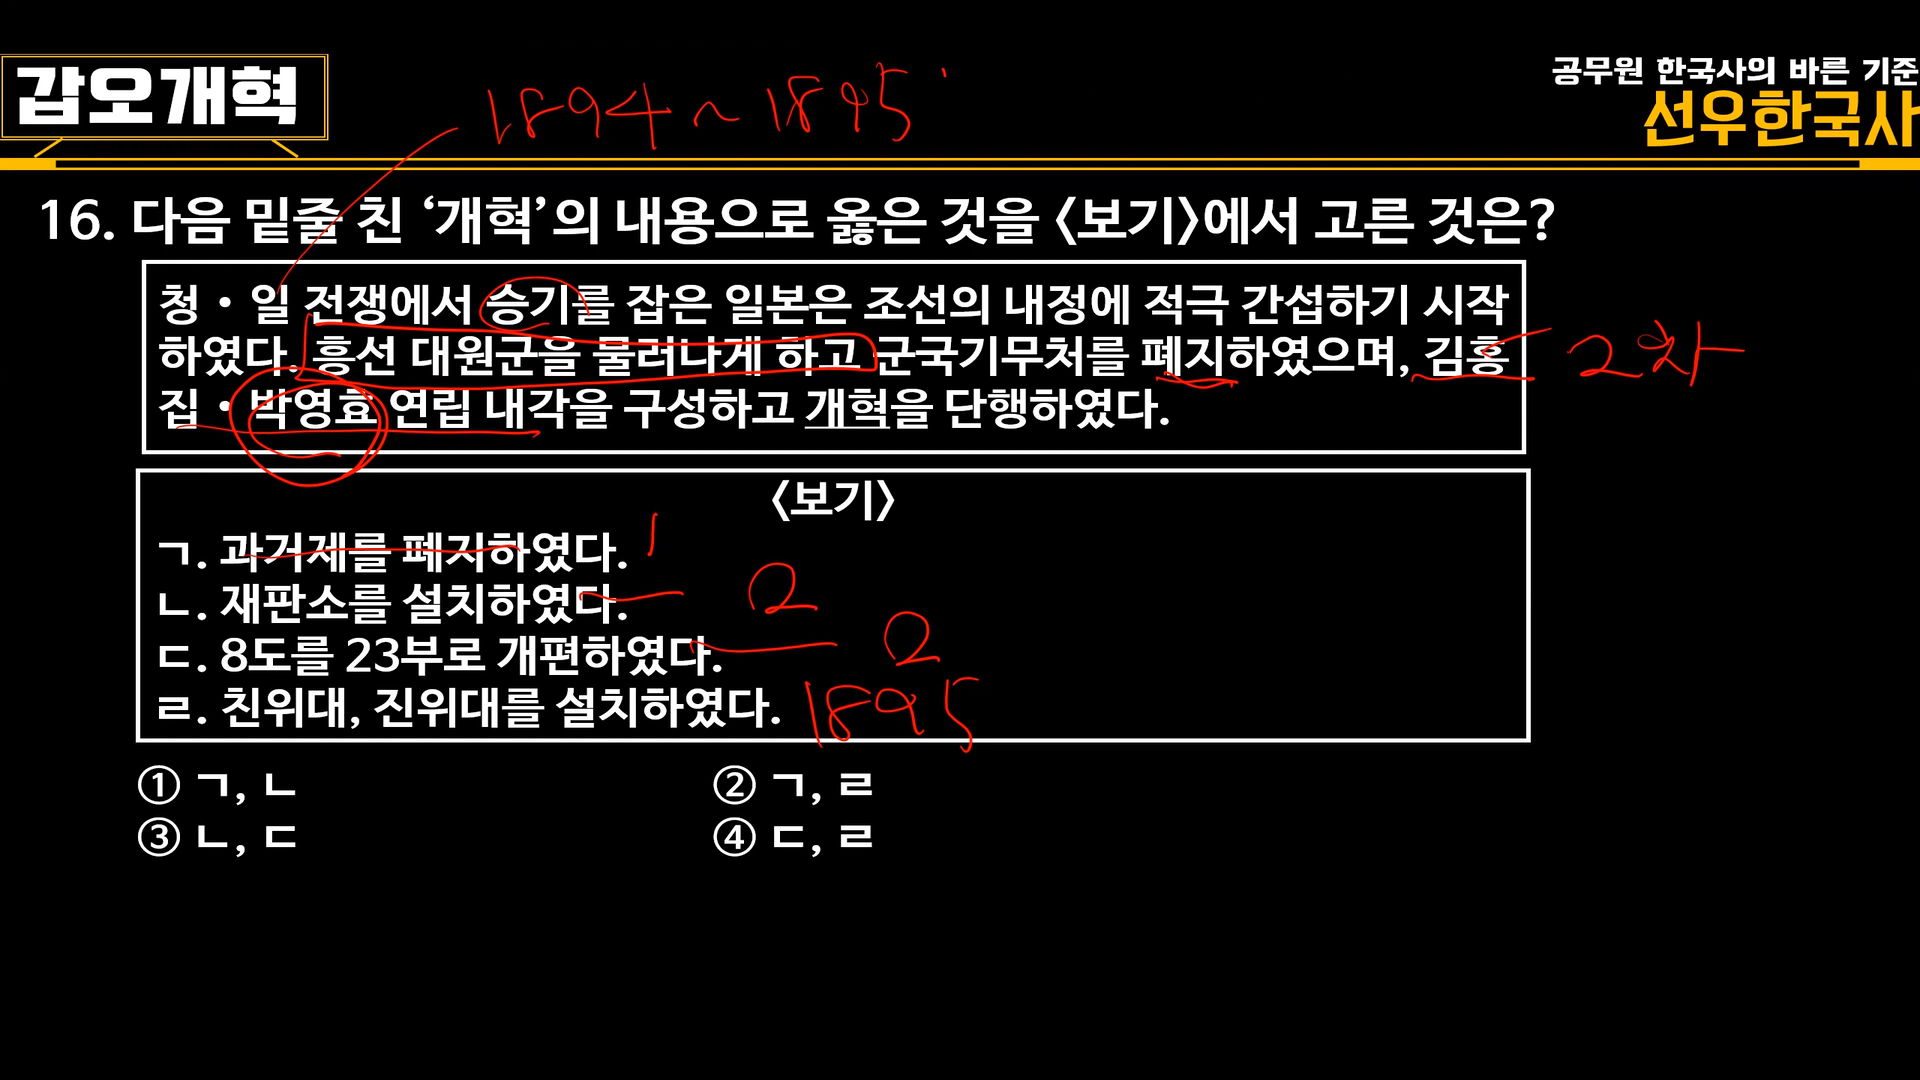 갑오개혁
1894 ~ 1895
공무원 한국사의 바른 기준
선우한국사
16. 다음 밑줄 친 ‘개혁’의 내용으로 옳은 것을 <보기>에서 고른 것은?
청・일 전쟁에서 승기를 잡은 일본은 조선의 내정에 적극 간섭하기 시작
하였다. 흥선 대원군을 물러나게 하고 군국기무처를 폐지하였으며, 김홍
집・박영효 연립 내각을 구성하고 개혁을 단행하였다.
2차
<보기>
ㄱ. 과거제를 폐지하였다. 1
ㄴ. 재판소를 설치하였다. 2
ㄷ. 8도를 23부로 개편하였다. 2
ㄹ. 친위대, 진위대를 설치하였다. 1895
① ㄱ, ㄴ ② ㄱ, ㄹ
③ ㄴ, ㄷ ④ ㄷ, ㄹ